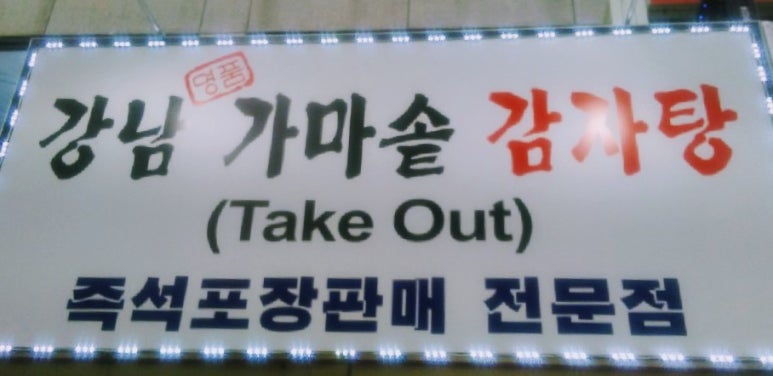 명품
강남 가마솥 감자탕
(Take Out)
즉석포장판매 전문점